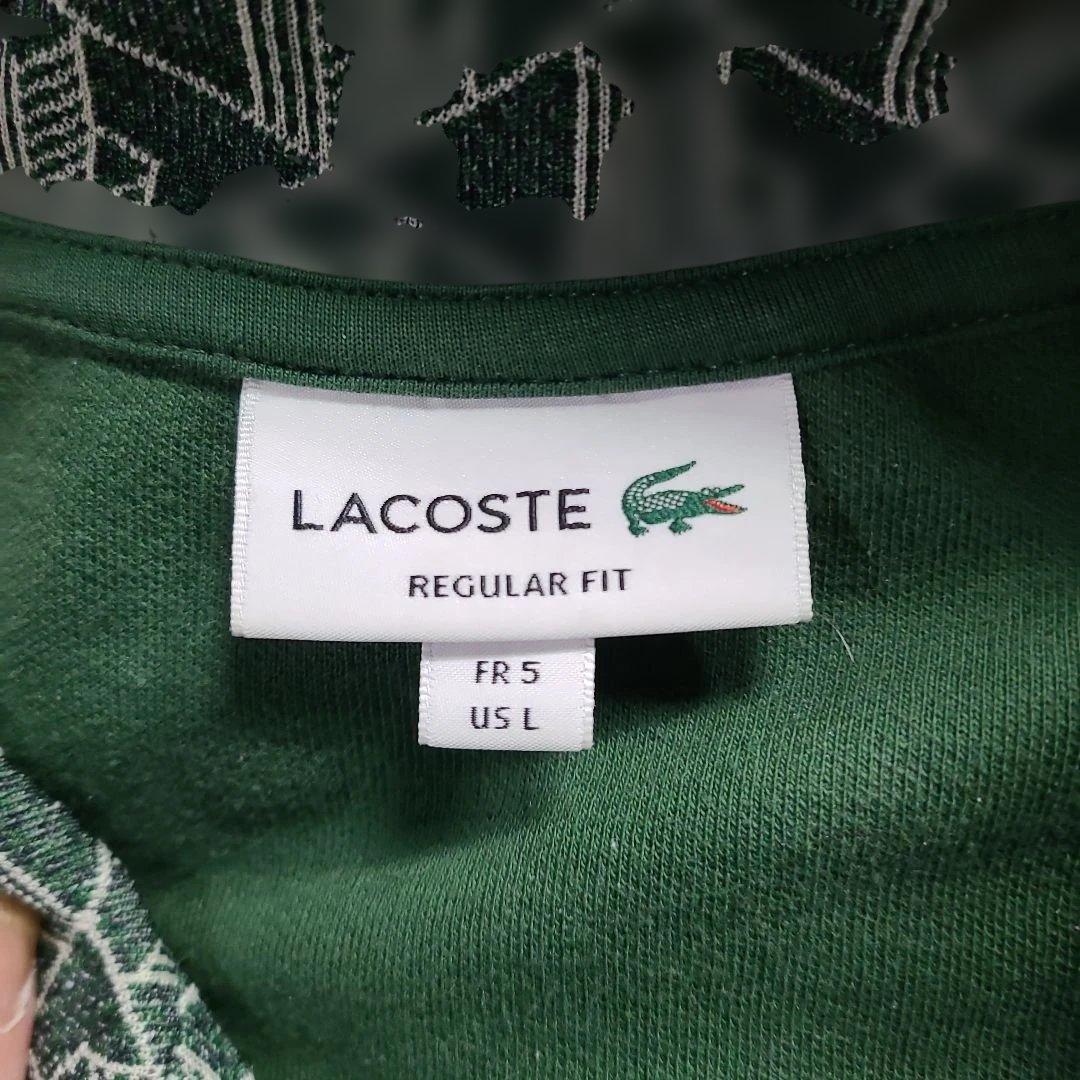 LACOSTE
REGULAR FIT
FR 5
US L